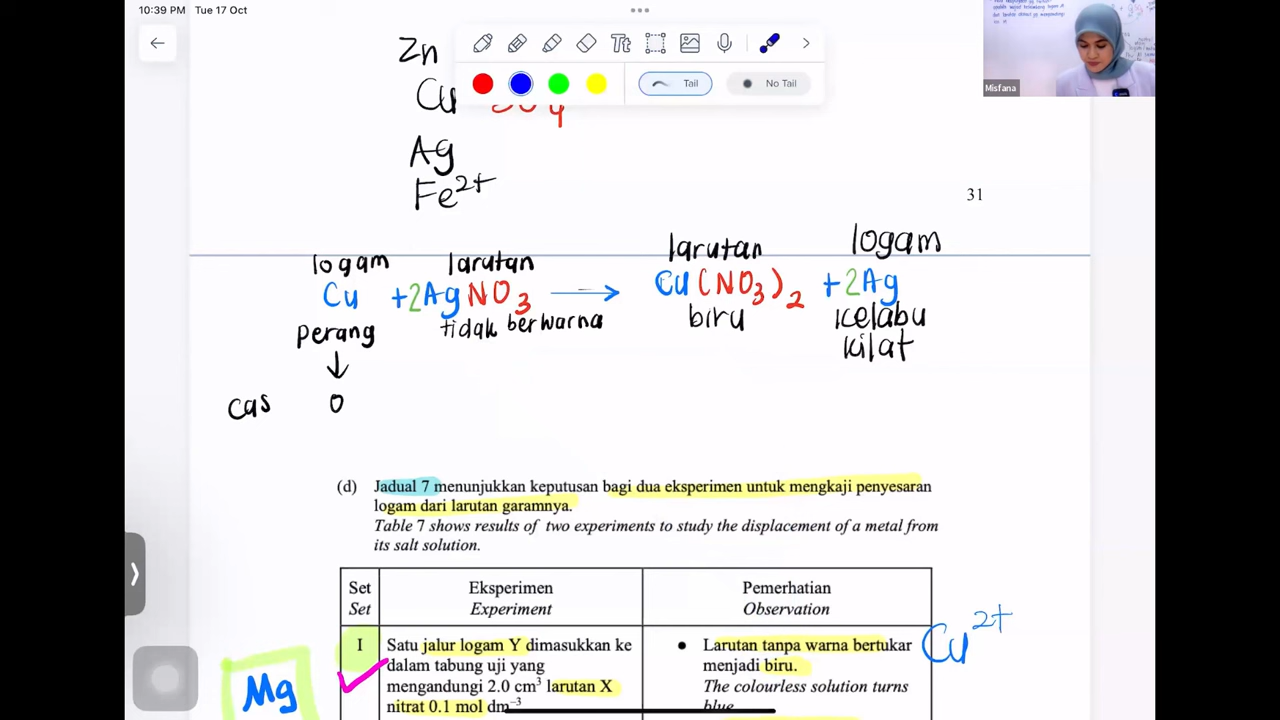 10:39 PM Tue 17 Oct
Tt
Tail
No Tail
Misfana
Zn
Cu SO4
Ag
Fe2+
31
logam larutan larutan logam
Cu + 2AgNO3 → Cu(NO3)2 + 2Ag
perang tidak berwarna biru kelabu
kilat
↓
cas 0
(d) Jadual 7 menunjukkan keputusan bagi dua eksperimen untuk mengkaji penyesaran
logam dari larutan garamnya.
Table 7 shows results of two experiments to study the displacement of a metal from
its salt solution.
Set Eksperimen Pemerhatian
Set Experiment Observation
I Satu jalur logam Y dimasukkan ke
dalam tabung uji yang
mengandungi 2.0 cm3 larutan X
nitrat 0.1 mol dm-3
• Larutan tanpa warna bertukar
menjadi biru.
The colourless solution turns
blue.
Cu2+
Mg